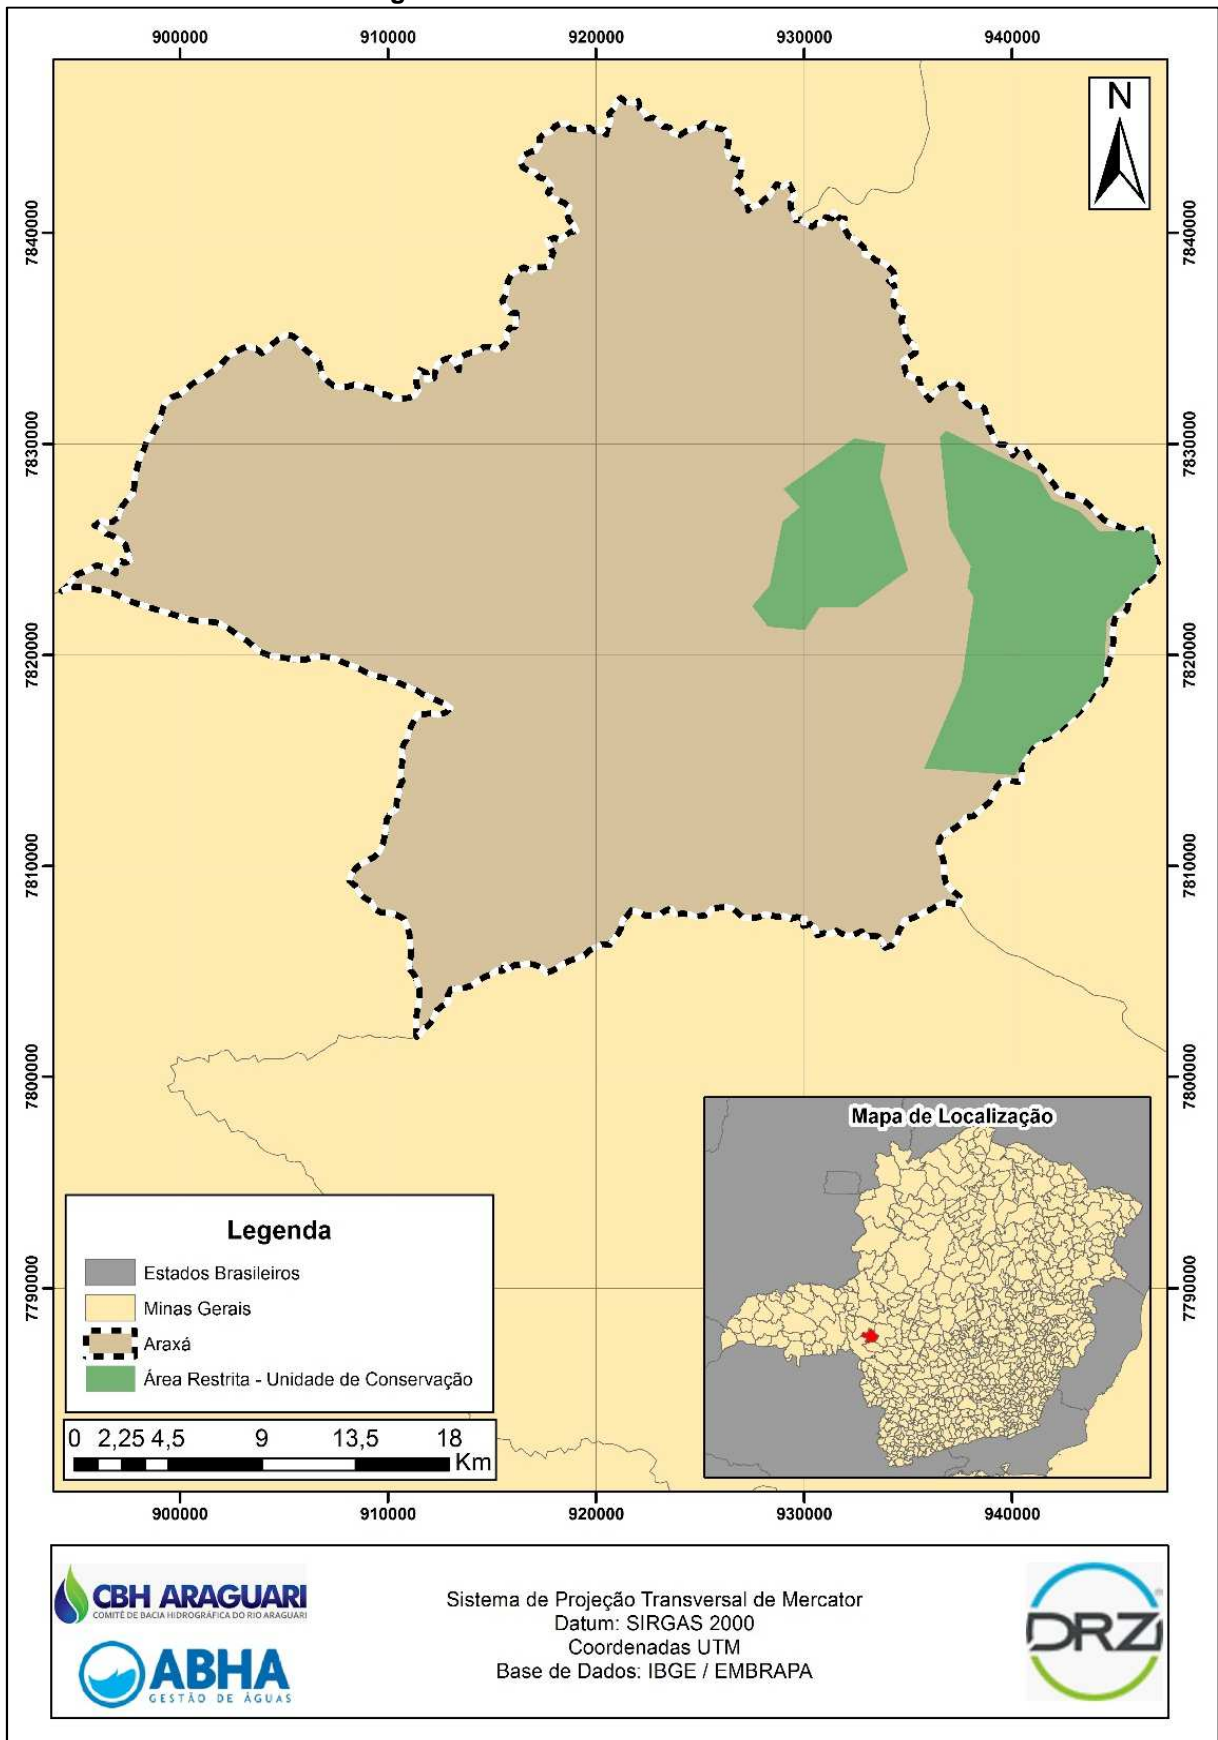 900000 910000 920000 930000 940000
N
7840000 7840000
7830000 7830000
7820000 7820000
7810000 7810000
7800000 7800000
7790000 7790000
Mapa de Localização
Legenda
Estados Brasileiros
Minas Gerais
Araxá
Área Restrita - Unidade de Conservação
0 2,25 4,5 9 13,5 18
Km
900000 910000 920000 930000 940000
CBH ARAGUARI
COMITÊ DE BACIA HIDROGRÁFICA DO RIO ARAGUARI
ABHA
GESTÃO DE ÁGUAS
Sistema de Projeção Transversal de Mercator
Datum: SIRGAS 2000
Coordenadas UTM
Base de Dados: IBGE / EMBRAPA
DRZ